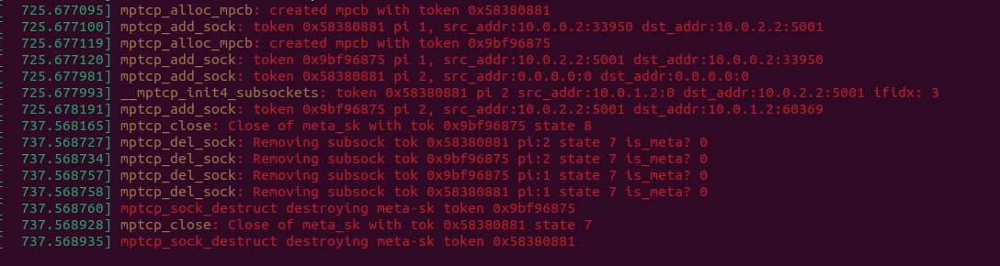 [  725.677095] mptcp_alloc_mpcb: created mpcb with token 0x58380881
[  725.677100] mptcp_add_sock: token 0x58380881 pi 1, src_addr:10.0.0.2:33950 dst_addr:10.0.2.2:5001
[  725.677119] mptcp_alloc_mpcb: created mpcb with token 0x9bf96875
[  725.677120] mptcp_add_sock: token 0x9bf96875 pi 1, src_addr:10.0.2.2:5001 dst_addr:10.0.0.2:33950
[  725.677981] mptcp_add_sock: token 0x58380881 pi 2, src_addr:0.0.0.0:0 dst_addr:0.0.0.0:0
[  725.677993] __mptcp_init4_subsockets: token 0x58380881 pi 2 src_addr:10.0.1.2:0 dst_addr:10.0.2.2:5001 ifidx: 3
[  725.678191] mptcp_add_sock: token 0x9bf96875 pi 2, src_addr:10.0.2.2:5001 dst_addr:10.0.1.2:60369
[  737.568165] mptcp_close: Close of meta_sk with tok 0x9bf96875 state 8
[  737.568727] mptcp_del_sock: Removing subsock tok 0x58380881 pi:2 state 7 is_meta? 0
[  737.568734] mptcp_del_sock: Removing subsock tok 0x9bf96875 pi:2 state 7 is_meta? 0
[  737.568757] mptcp_del_sock: Removing subsock tok 0x9bf96875 pi:1 state 7 is_meta? 0
[  737.568758] mptcp_del_sock: Removing subsock tok 0x58380881 pi:1 state 7 is_meta? 0
[  737.568760] mptcp_sock_destruct destroying meta-sk token 0x9bf96875
[  737.568928] mptcp_close: Close of meta_sk with tok 0x58380881 state 7
[  737.568935] mptcp_sock_destruct destroying meta-sk token 0x58380881